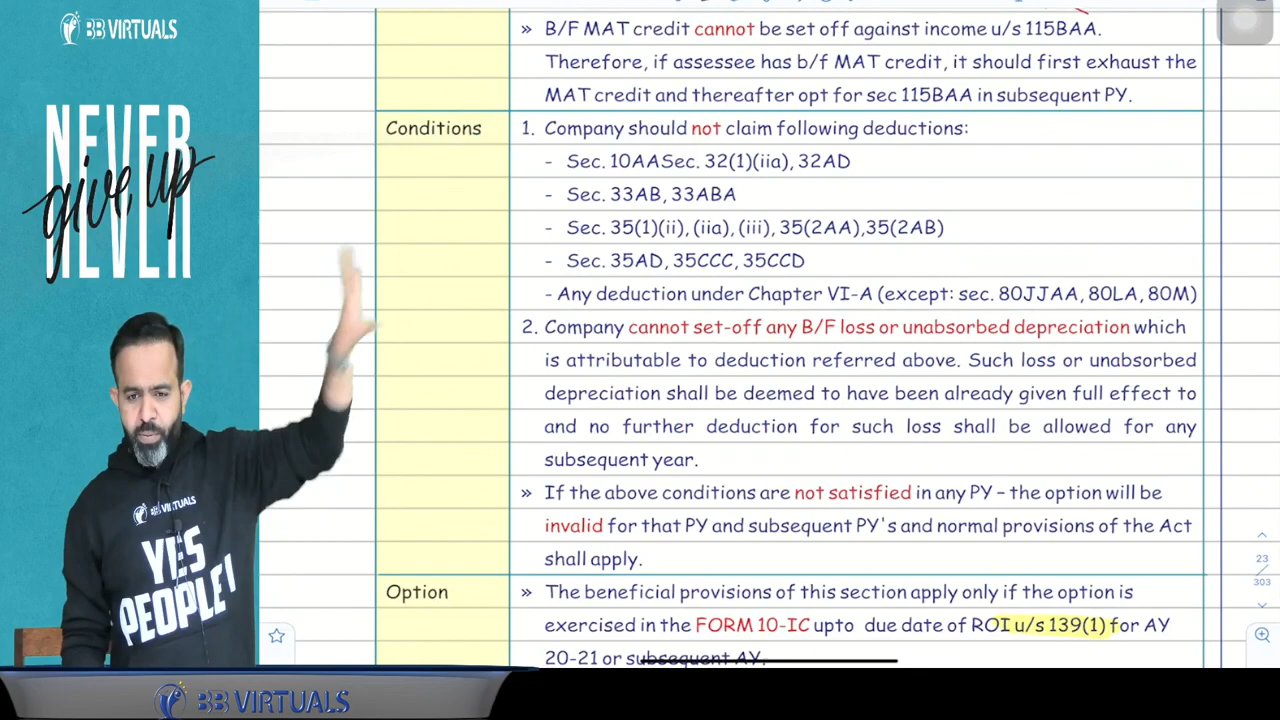 BB VIRTUALS
NEVER
give up
NEVER
BB VIRTUALS
YES
PEOPLE!
BB VIRTUALS
» B/F MAT credit cannot be set off against income u/s 115BAA.
Therefore, if assessee has b/f MAT credit, it should first exhaust the
MAT credit and thereafter opt for sec 115BAA in subsequent PY.
Conditions
1. Company should not claim following deductions:
- Sec. 10AASec. 32(1)(iia), 32AD
- Sec. 33AB, 33ABA
- Sec. 35(1)(ii), (iia), (iii), 35(2AA),35(2AB)
- Sec. 35AD, 35CCC, 35CCD
- Any deduction under Chapter VI-A (except: sec. 80JJAA, 80LA, 80M)
2. Company cannot set-off any B/F loss or unabsorbed depreciation which
is attributable to deduction referred above. Such loss or unabsorbed
depreciation shall be deemed to have been already given full effect to
and no further deduction for such loss shall be allowed for any
subsequent year.
» If the above conditions are not satisfied in any PY – the option will be
invalid for that PY and subsequent PY's and normal provisions of the Act
shall apply.
Option
» The beneficial provisions of this section apply only if the option is
exercised in the FORM 10-IC upto due date of ROI u/s 139(1) for AY
20-21 or subsequent AY.
23
303